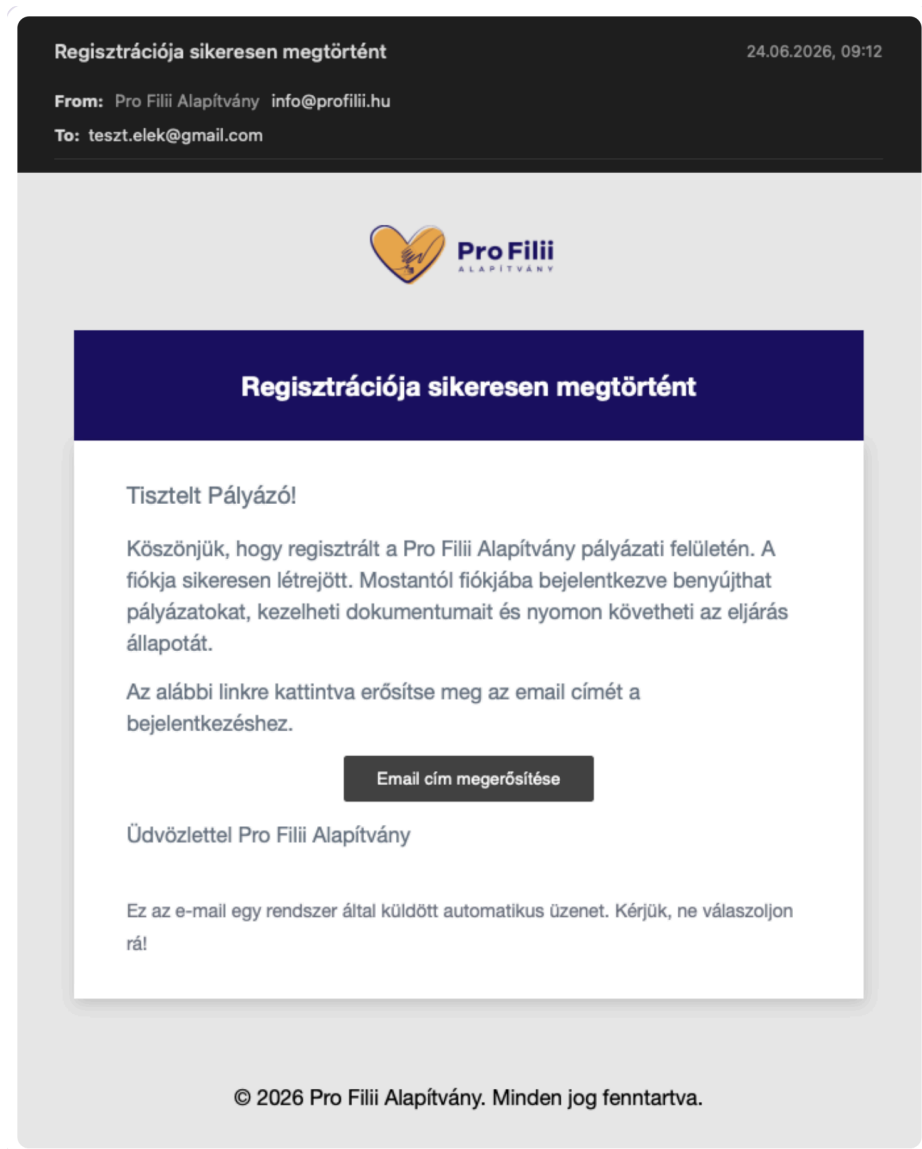 Regisztrációja sikeresen megtörtént 24.06.2026, 09:12
From: Pro Filii Alapítvány info@profilii.hu
To: teszt.elek@gmail.com
Pro Filii
ALAPÍTVÁNY
Regisztrációja sikeresen megtörtént
Tisztelt Pályázó!
Köszönjük, hogy regisztrált a Pro Filii Alapítvány pályázati felületén. A
fiókja sikeresen létrejött. Mostantól fiókjába bejelentkezve benyújthat
pályázatokat, kezelheti dokumentumait és nyomon követheti az eljárás
állapotát.
Az alábbi linkre kattintva erősítse meg az email címét a
bejelentkezéshez.
Email cím megerősítése
Üdvözlettel Pro Filii Alapítvány
Ez az e-mail egy rendszer által küldött automatikus üzenet. Kérjük, ne válaszoljon
rá!
© 2026 Pro Filii Alapítvány. Minden jog fenntartva.